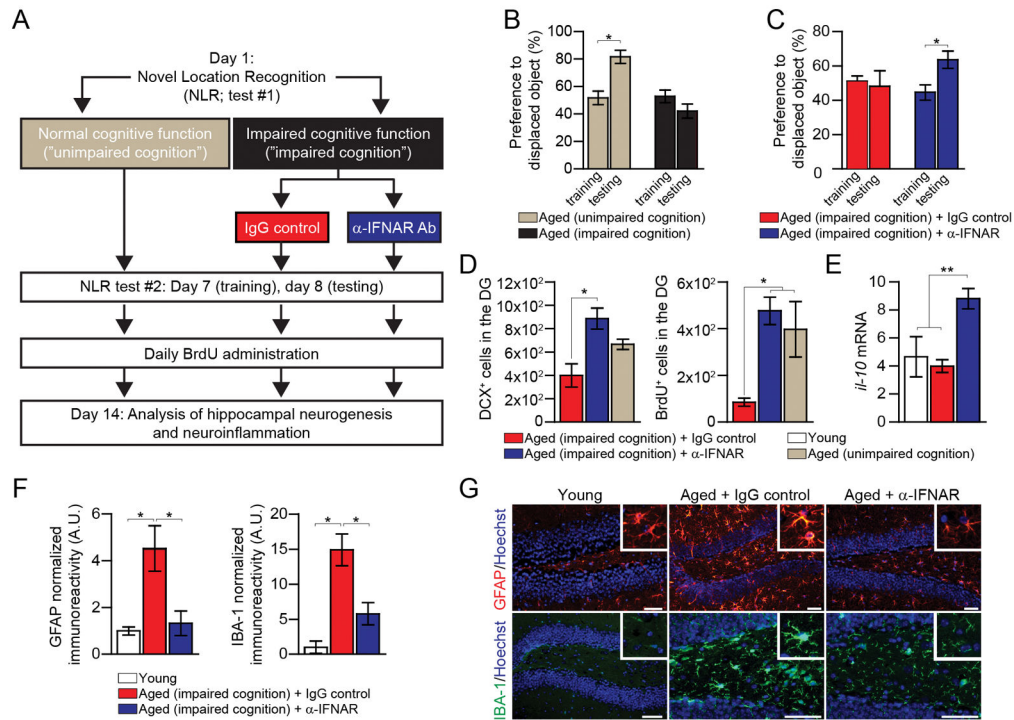 A
Day 1:
Novel Location Recognition
(NLR; test #1)
Normal cognitive function
("unimpaired cognition")
Impaired cognitive function
("impaired cognition")
IgG control
α-IFNAR Ab
NLR test #2: Day 7 (training), day 8 (testing)
Daily BrdU administration
Day 14: Analysis of hippocampal neurogenesis
and neuroinflammation
B
Preference to
displaced object (%)
100
80
60
40
20
0
*
training
testing
training
testing
Aged (unimpaired cognition)
Aged (impaired cognition)
C
Preference to
displaced object (%)
80
60
40
20
0
*
training
testing
training
testing
Aged (impaired cognition) + IgG control
Aged (impaired cognition) + α-IFNAR
D
DCX⁺ cells in the DG
12x10²
10x10²
8x10²
6x10²
4x10²
2x10²
0
*
BrdU⁺ cells in the DG
6x10²
4x10²
2x10²
0
*
E
il-10 mRNA
10
8
6
4
2
0
**
Aged (impaired cognition) + IgG control
Aged (impaired cognition) + α-IFNAR
Young
Aged (unimpaired cognition)
F
GFAP normalized
immunoreactivity (A.U.)
6
4
2
0
* *
IBA-1 normalized
immunoreactivity (A.U.)
20
15
10
5
0
* *
Young
Aged (impaired cognition) + IgG control
Aged (impaired cognition) + α-IFNAR
G
Young
Aged + IgG control
Aged + α-IFNAR
GFAP/Hoechst
IBA-1/Hoechst